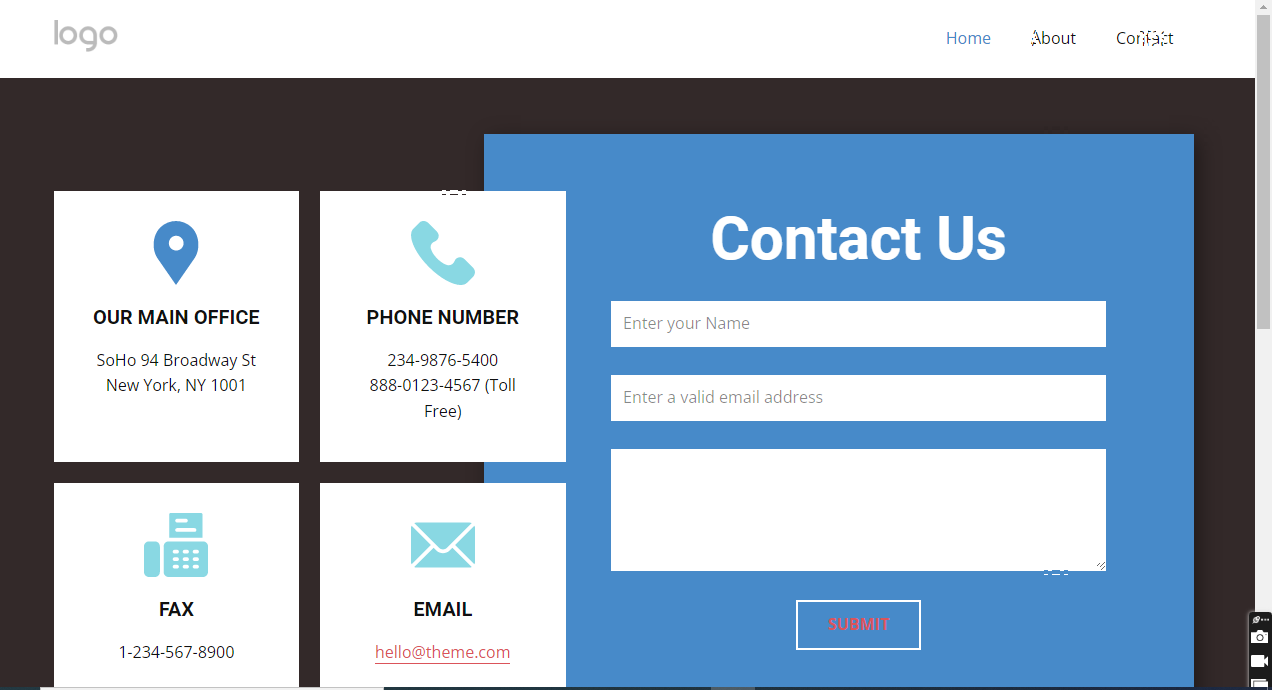 logo
Home
About
Contact
OUR MAIN OFFICE
SoHo 94 Broadway St
New York, NY 1001
PHONE NUMBER
234-9876-5400
888-0123-4567 (Toll
Free)
FAX
1-234-567-8900
EMAIL
hello@theme.com
Contact Us
Enter your Name
Enter a valid email address
SUBMIT